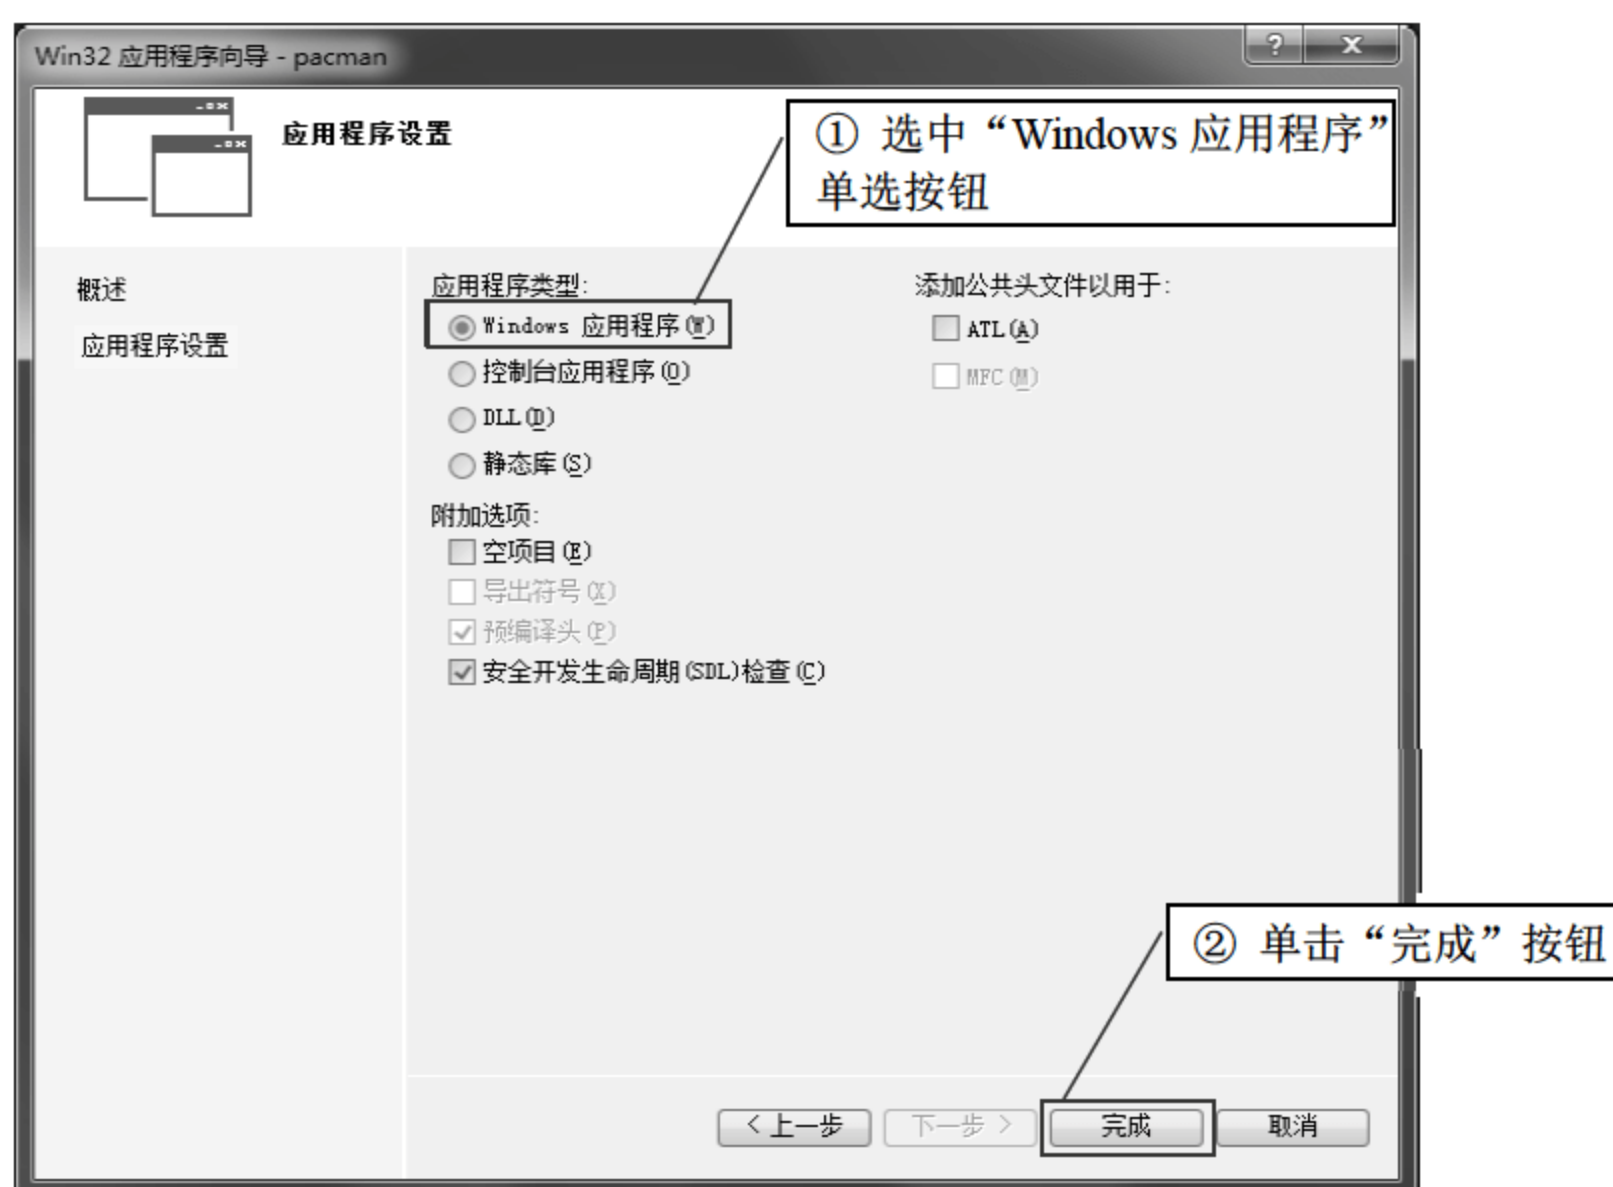 Win32 应用程序向导 - pacman
应用程序设置
① 选中“Windows 应用程序”
单选按钮
概述
应用程序设置
应用程序类型:
Windows 应用程序(W)
控制台应用程序(O)
DLL(D)
静态库(S)
附加选项:
空项目(E)
导出符号(X)
预编译头(P)
安全开发生命周期(SDL)检查(C)
添加公共头文件以用于:
ATL(A)
MFC(M)
② 单击“完成”按钮
< 上一步
下一步 >
完成
取消